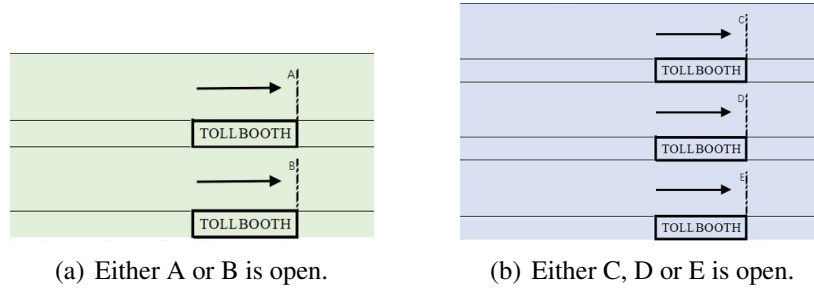 A
TOLLBOOTH
B
TOLLBOOTH
(a) Either A or B is open.
C
TOLLBOOTH
D
TOLLBOOTH
E
TOLLBOOTH
(b) Either C, D or E is open.